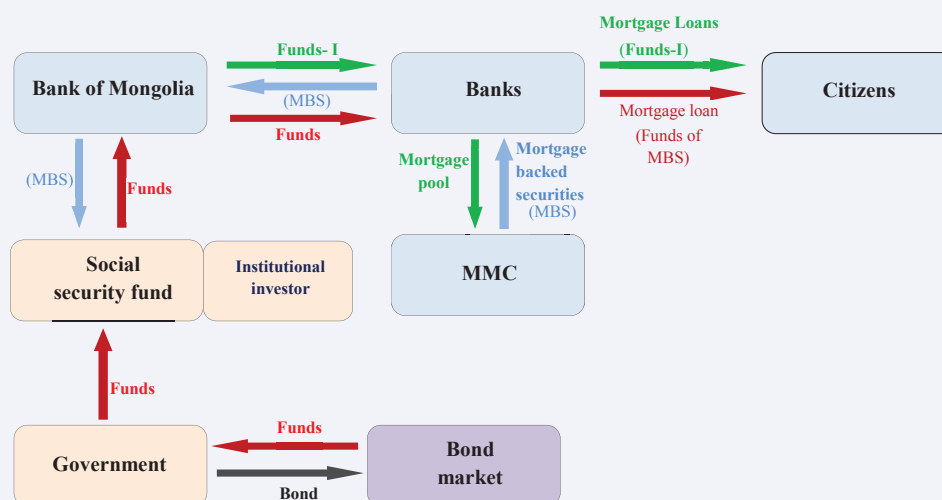 Mortgage Loans
Funds- I
(Funds-I)
Bank of Mongolia
Banks
Citizens
(MBS)
Funds
Mortgage loan
(Funds of
MBS)
(MBS)
Funds
Mortgage
pool
Mortgage
backed
securities
(MBS)
Social
security fund
Institutional
investor
MMC
Funds
Government
Funds
Bond
Bond
market